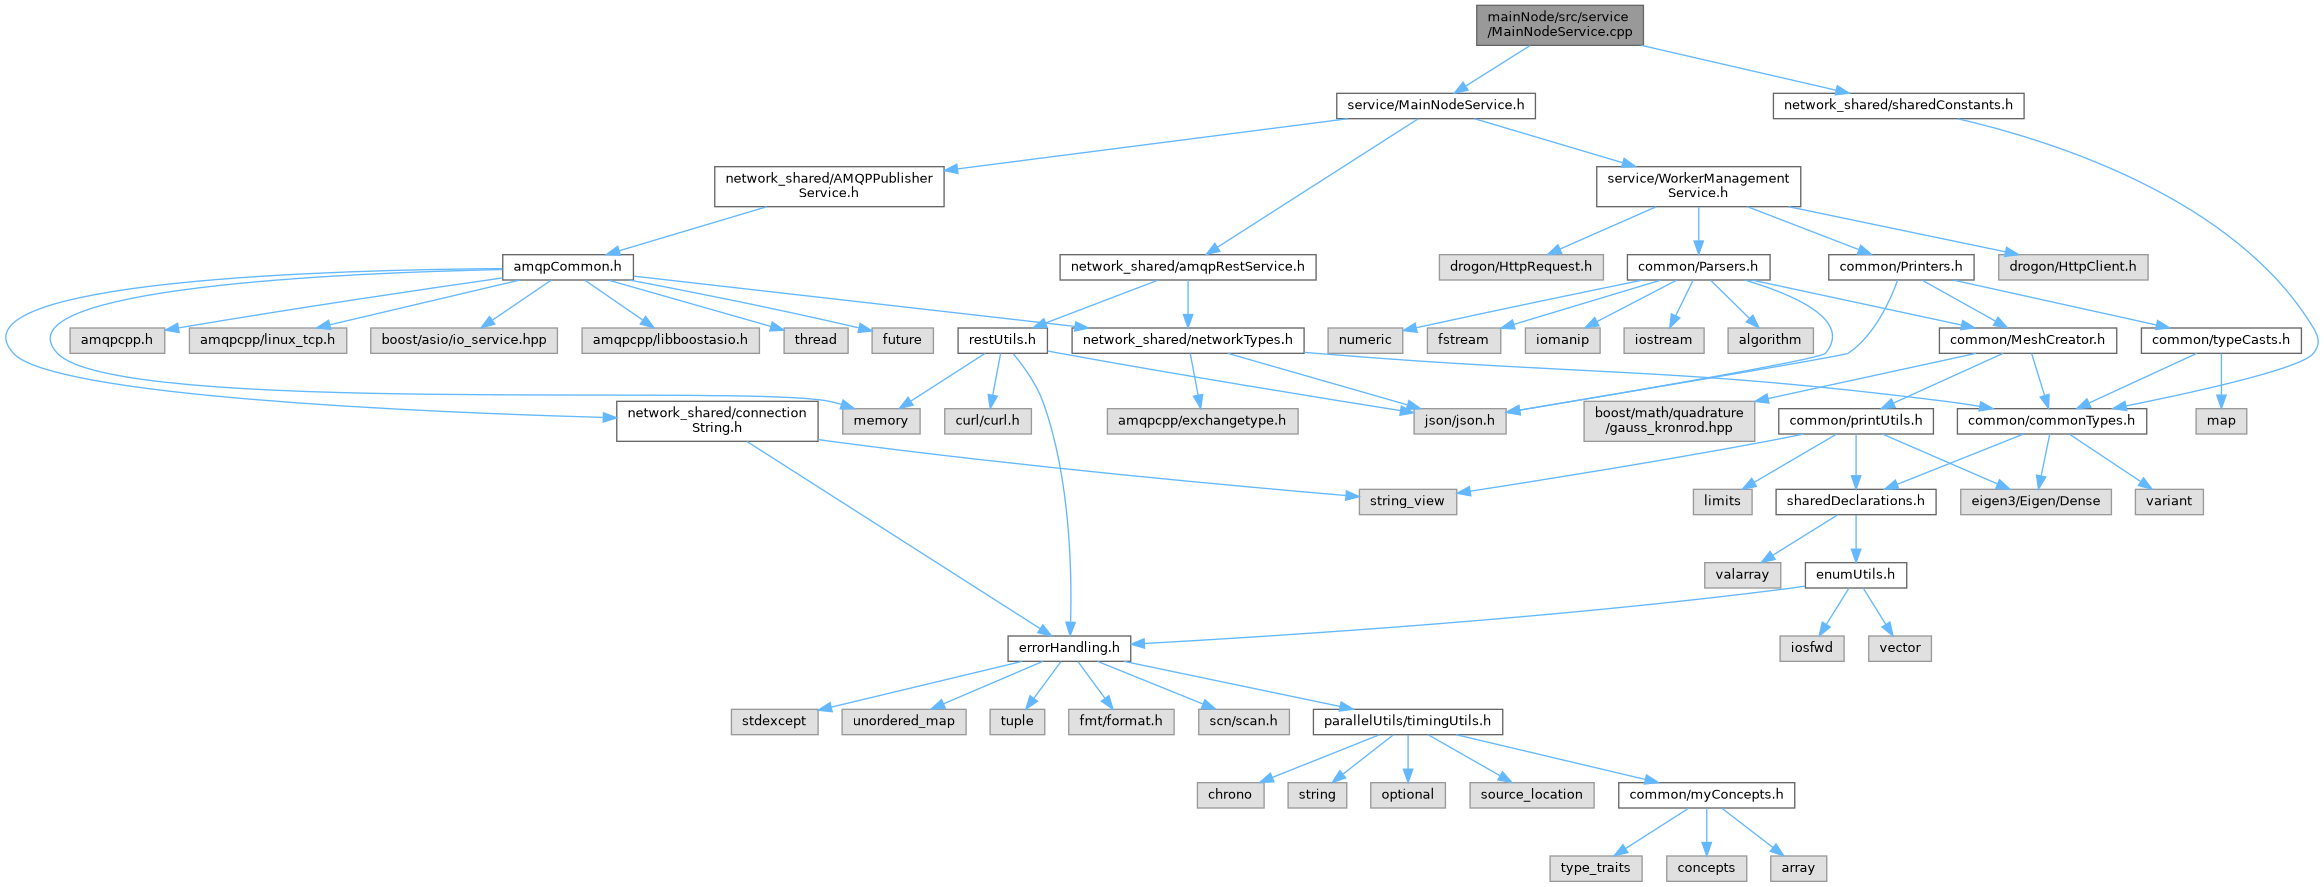 mainNode/src/service
/MainNodeService.cpp
service/MainNodeService.h
network_shared/sharedConstants.h
network_shared/AMQPPublisher
Service.h
service/WorkerManagement
Service.h
amqpCommon.h
network_shared/amqpRestService.h
drogon/HttpRequest.h
common/Parsers.h
common/Printers.h
drogon/HttpClient.h
amqpcpp.h
amqpcpp/linux_tcp.h
boost/asio/io_service.hpp
amqpcpp/libboostasio.h
thread
future
restUtils.h
network_shared/networkTypes.h
numeric
fstream
iomanip
iostream
algorithm
common/MeshCreator.h
common/typeCasts.h
network_shared/connection
String.h
memory
curl/curl.h
amqpcpp/exchangetype.h
json/json.h
boost/math/quadrature
/gauss_kronrod.hpp
common/printUtils.h
common/commonTypes.h
map
string_view
limits
sharedDeclarations.h
eigen3/Eigen/Dense
variant
valarray
enumUtils.h
errorHandling.h
iosfwd
vector
stdexcept
unordered_map
tuple
fmt/format.h
scn/scan.h
parallelUtils/timingUtils.h
chrono
string
optional
source_location
common/myConcepts.h
type_traits
concepts
array